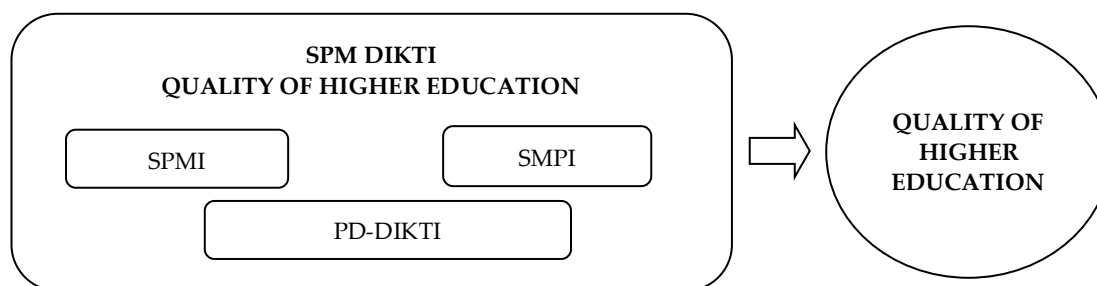 SPM DIKTI
QUALITY OF HIGHER EDUCATION
SPMI
SMPI
PD-DIKTI
QUALITY OF
HIGHER
EDUCATION